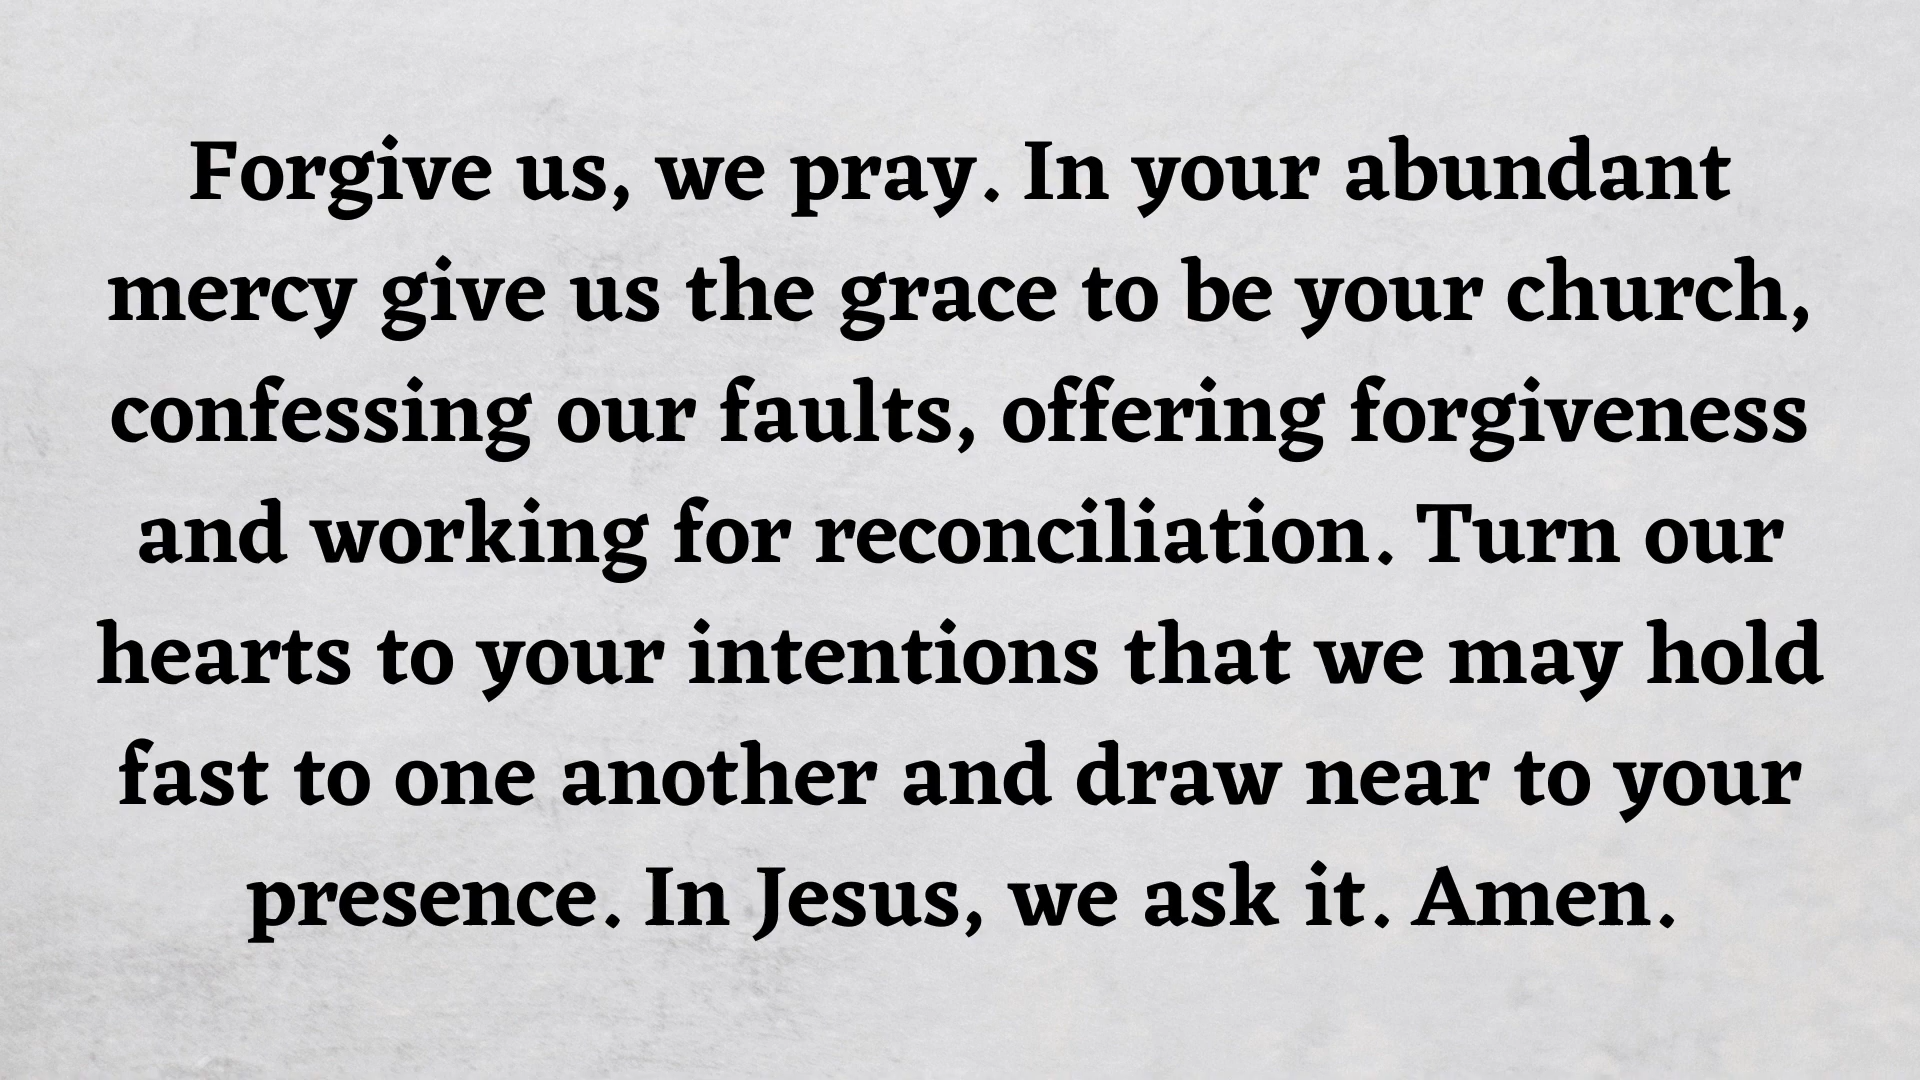 Forgive us, we pray. In your abundant
mercy give us the grace to be your church,
confessing our faults, offering forgiveness
and working for reconciliation. Turn our
hearts to your intentions that we may hold
fast to one another and draw near to your
presence. In Jesus, we ask it. Amen.